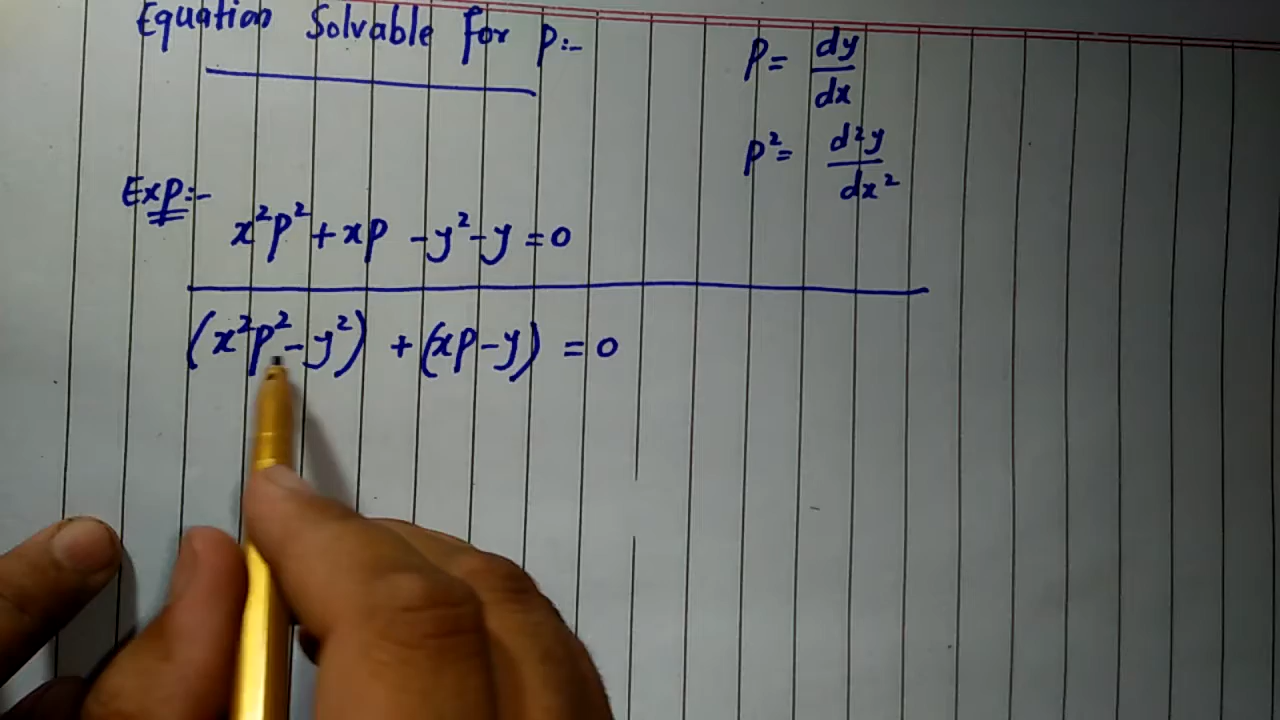 Equation Solvable for p:-
p = dy/dx
p² = d²y/dx²
Exp:-
x²p² + xp - y² - y = 0
(x²p² - y²) + (xp - y) = 0